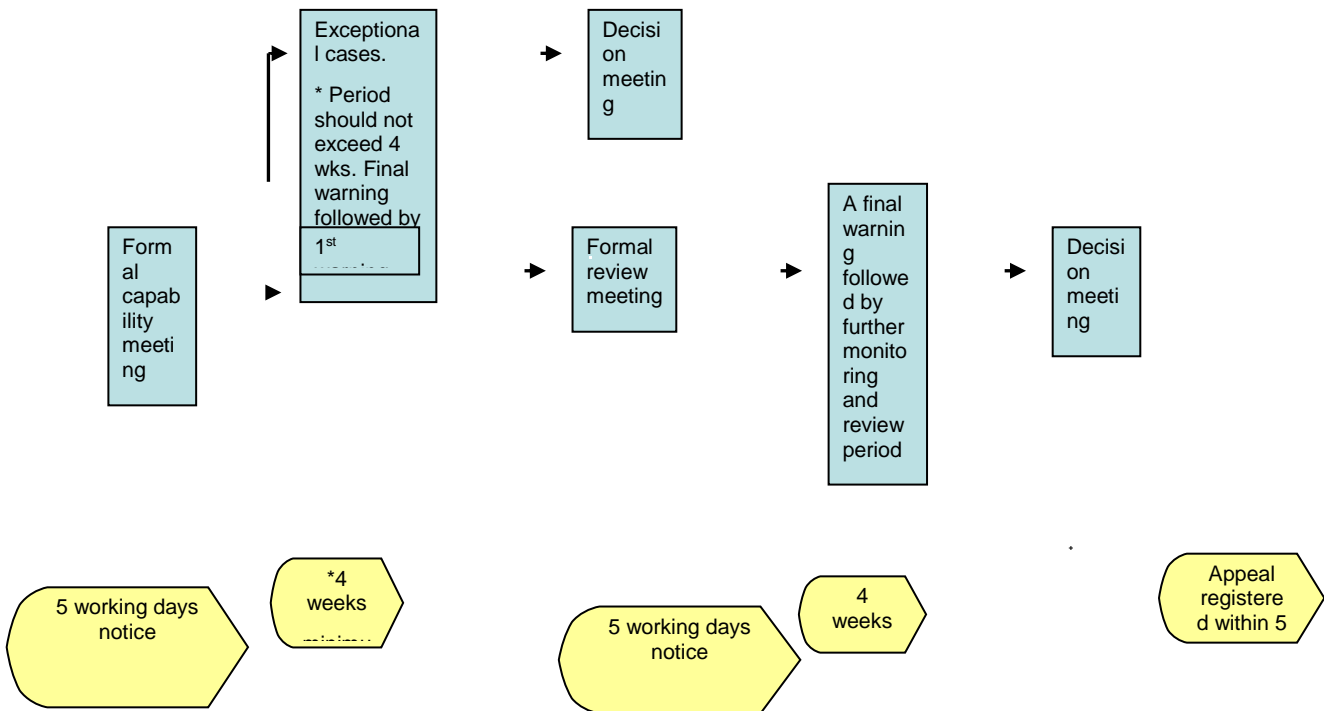 Exceptiona
l cases.
* Period
should not
exceed 4
wks. Final
warning
followed by
Decisi
on
meetin
g
Form
al
capab
ility
meeti
ng
1st
Formal
review
meeting
A final
warnin
g
followe
d by
further
monito
ring
and
review
period
Decisi
on
meeti
ng
5 working days
notice
*4
weeks
5 working days
notice
4
weeks
Appeal
registere
d within 5